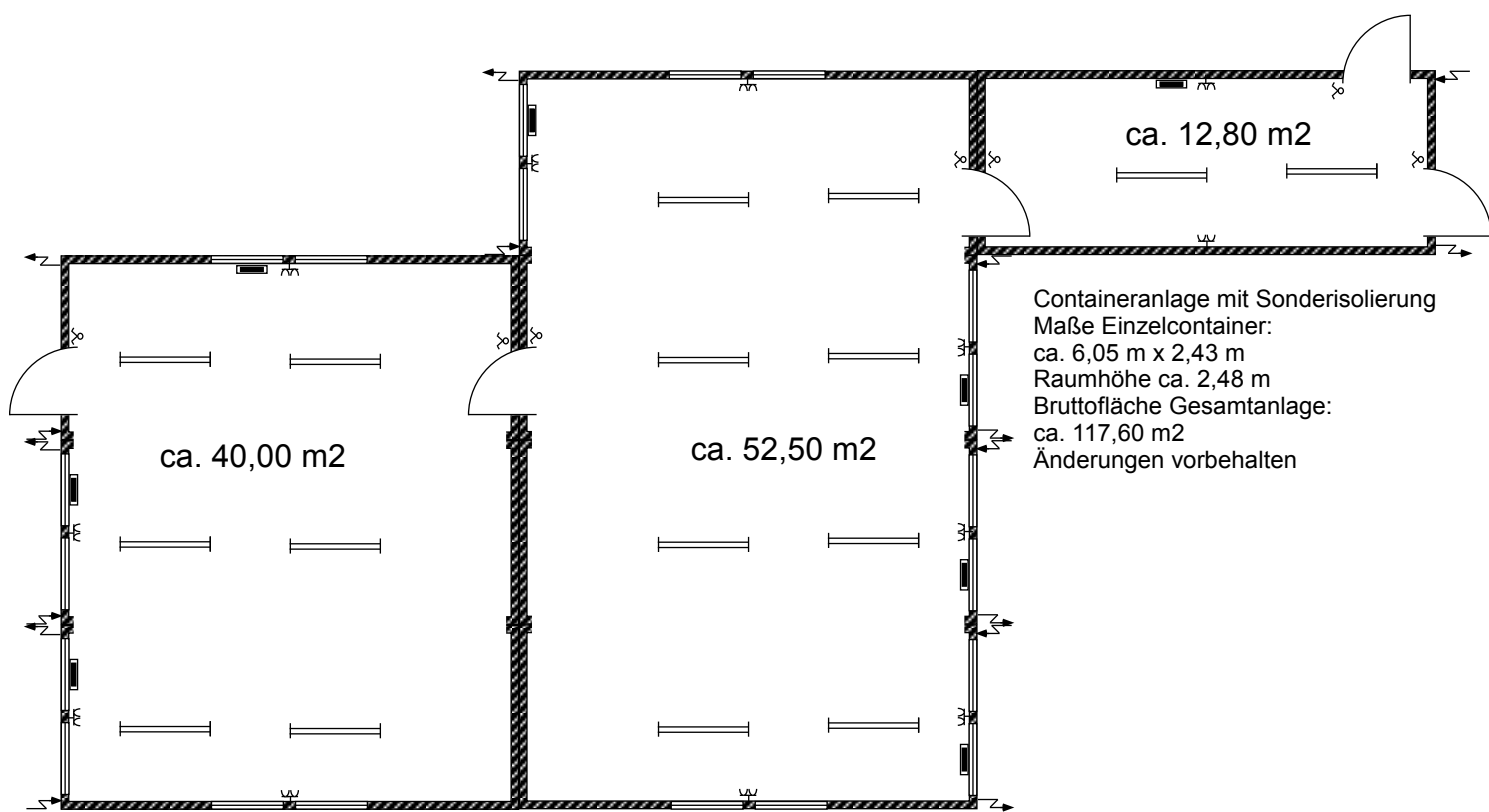 ca. 12,80 m2
ca. 40,00 m2
ca. 52,50 m2
Containeranlage mit Sonderisolierung
Maße Einzelcontainer:
ca. 6,05 m x 2,43 m
Raumhöhe ca. 2,48 m
Bruttofläche Gesamtanlage:
ca. 117,60 m2
Änderungen vorbehalten